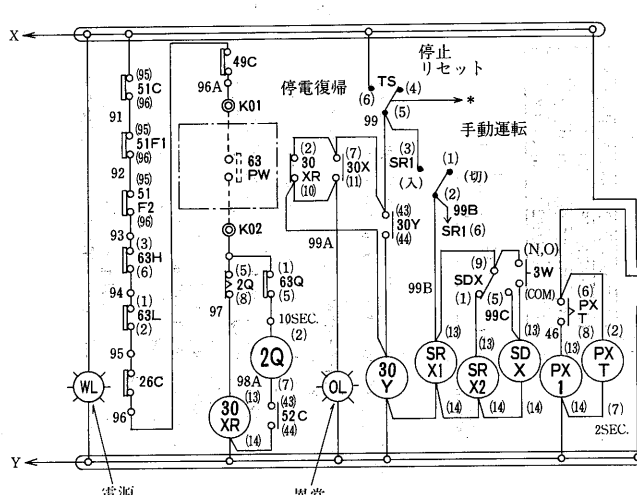 X
49C
96A
K01
63
PW
K02
(95)
51C
(96)
91
(95)
51F1
(96)
92
(95)
51
F2
(96)
93
(3)
63H
(6)
94
(1)
63L
(2)
95
26C
96
WL
Y
電源
(5)
2Q
(8)
97
(1)
63Q
(5)
10SEC.
(2)
2Q
98A
(13)
(7)
30
XR
(14)
(43)
52C
(44)
停電復帰
(2)
30
XR
(10)
(7)
30X
(11)
99A
OL
異常
停止
リセット
TS
(4)
(6)
(5)
*
99
手動運転
(3)
SR1
(入)
(1)
(切)
(2)
99B
SR1(6)
(43)
30Y
(44)
99B
30
Y
(9)
SDX
(1)
(5)
99C
(N,O)
3W
(COM)
(13)
SR
X1
(14)
(13)
SR
X2
(14)
(13)
SD
X
(14)
(6)
PX
T
(8)
46
(13)
PX
1
(14)
(2)
PX
T
(7)
2SEC.